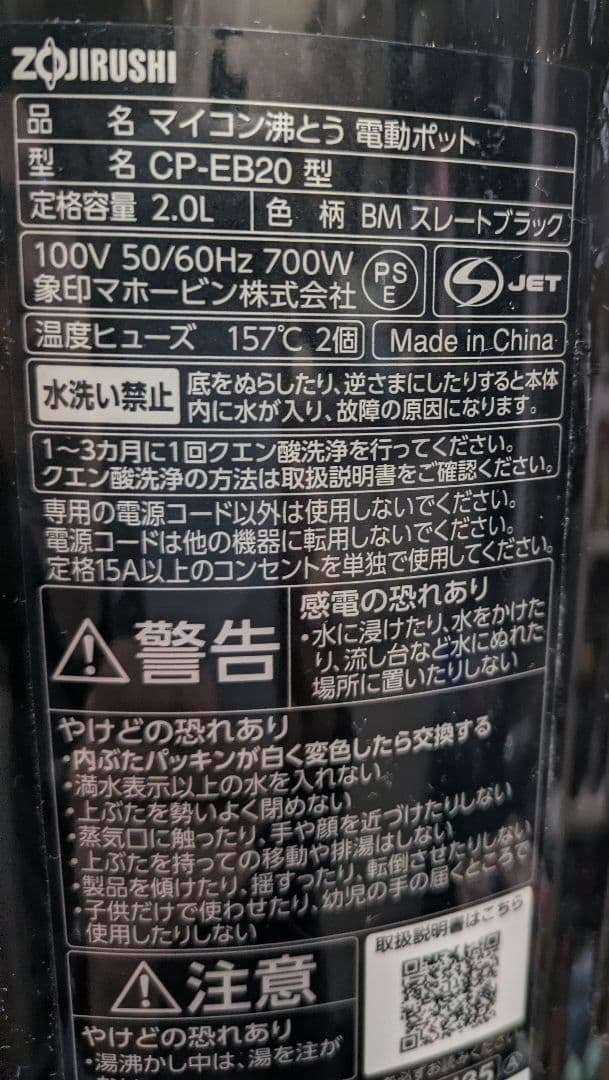 ZOJIRUSHI
品 名 マイコン沸とう 電動ポット
型 名 CP-EB20 型
定格容量 2.0L 色 柄 BM スレートブラック
100V 50/60Hz 700W
象印マホービン株式会社
PS
E
JET
温度ヒューズ 157℃ 2個 Made in China
水洗い禁止
底をぬらしたり、逆さまにしたりすると本体
内に水が入り、故障の原因になります。
1～3カ月に1回クエン酸洗浄を行ってください。
クエン酸洗浄の方法は取扱説明書をご確認ください。
専用の電源コード以外は使用しないでください。
電源コードは他の機器に転用しないでください。
定格15A以上のコンセントを単独で使用してください。
警告
感電の恐れあり
・水に浸けたり、水をかけた
り、流し台など水にぬれた
場所に置いたりしない
やけどの恐れあり
・内ぶたパッキンが白く変色したら交換する
・満水表示以上の水を入れない
・上ぶたを勢いよく閉めない
・蒸気口に触ったり、手や顔を近づけたりしない
・上ぶたを持っての移動や排湯はしない
・製品を傾けたり、揺すったり、転倒させたりしない
・子供だけで使わせたり、幼児の手の届くところで
使用したりしない
取扱説明書はこちら
注意
やけどの恐れあり
・湯沸かし中は、湯を注が